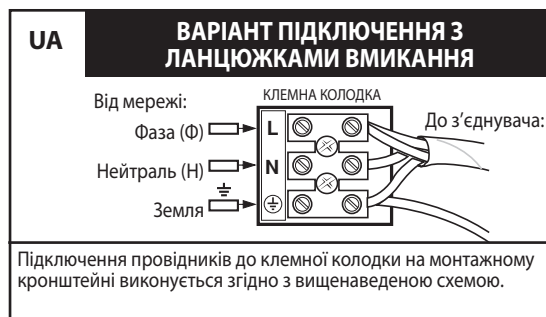 UA
ВАРІАНТ ПІДКЛЮЧЕННЯ З
ЛАНЦЮЖКАМИ ВМИКАННЯ
Від мережі:
КЛЕМНА КОЛОДКА
До з’єднувача:
Фаза (Ф)
L
Нейтраль (Н)
N
Земля
Підключення провідників до клемної колодки на монтажному
кронштейні виконується згідно з вищенаведеною схемою.